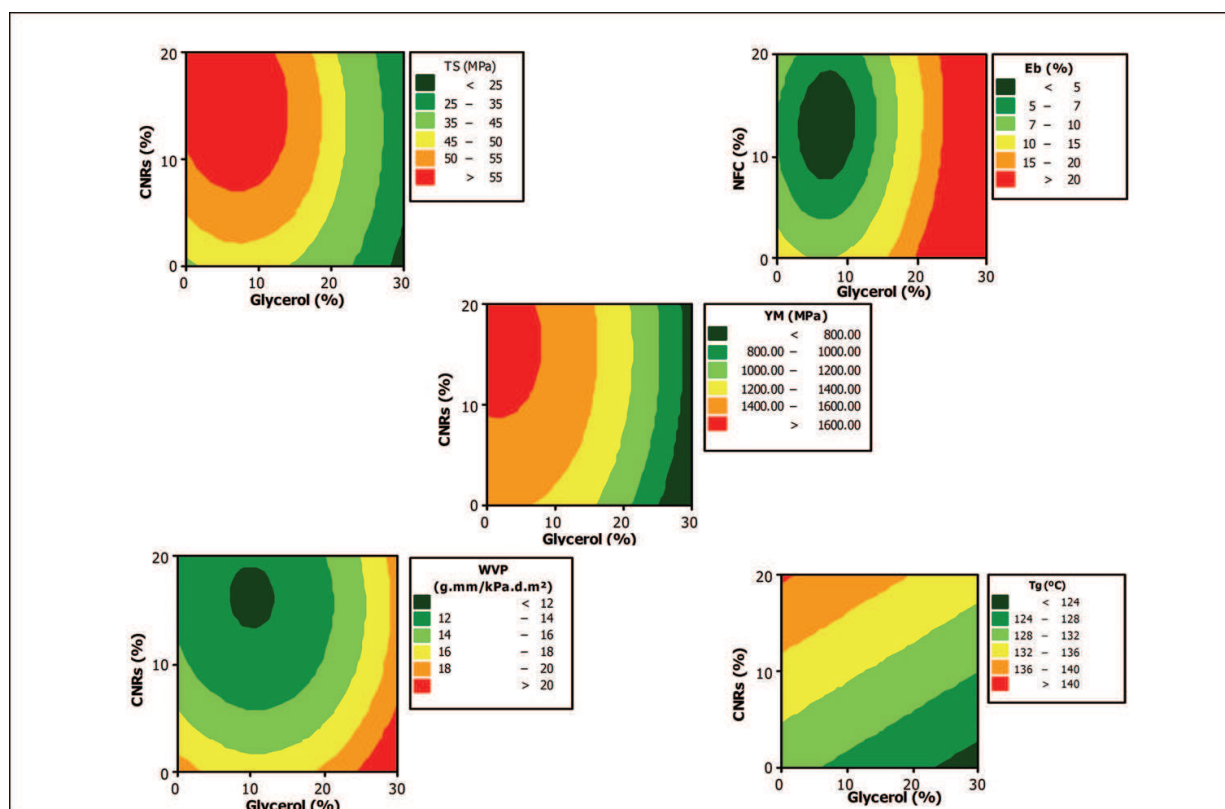 20
10
0
CNRs (%)
0 10 20 30
Glycerol (%)
TS (MPa)
< 25
25 – 35
35 – 45
45 – 50
50 – 55
> 55
20
10
0
NFC (%)
0 10 20 30
Glycerol (%)
Eb (%)
< 5
5 – 7
7 – 10
10 – 15
15 – 20
> 20
20
10
0
CNRs (%)
0 10 20 30
Glycerol (%)
YM (MPa)
< 800.00
800.00 – 1000.00
1000.00 – 1200.00
1200.00 – 1400.00
1400.00 – 1600.00
> 1600.00
20
10
0
CNRs (%)
0 10 20 30
Glycerol (%)
WVP
(g.mm/kPa.d.m²)
< 12
12 – 14
14 – 16
16 – 18
18 – 20
> 20
20
10
0
CNRs (%)
0 10 20 30
Glycerol (%)
Tg (ºC)
< 124
124 – 128
128 – 132
132 – 136
136 – 140
> 140